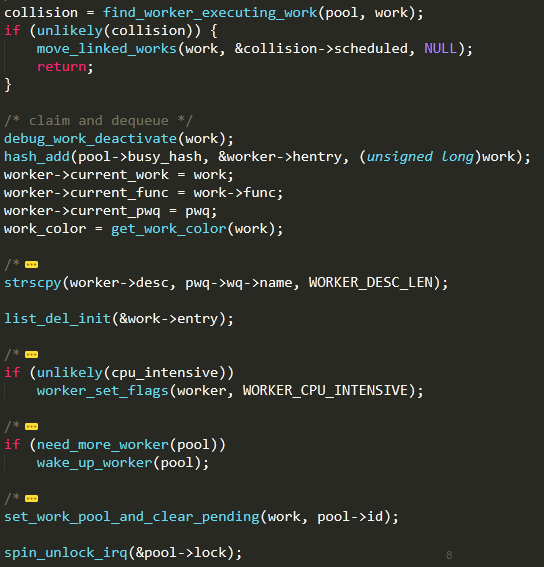 collision = find_worker_executing_work(pool, work);
if (unlikely(collision)) {
    move_linked_works(work, &collision->scheduled, NULL);
    return;
}

/* claim and dequeue */
debug_work_deactivate(work);
hash_add(pool->busy_hash, &worker->hentry, (unsigned long)work);
worker->current_work = work;
worker->current_func = work->func;
worker->current_pwq = pwq;
work_color = get_work_color(work);

/* ...
strscpy(worker->desc, pwq->wq->name, WORKER_DESC_LEN);

list_del_init(&work->entry);

/* ...
if (unlikely(cpu_intensive))
    worker_set_flags(worker, WORKER_CPU_INTENSIVE);

/* ...
if (need_more_worker(pool))
    wake_up_worker(pool);

/* ...
set_work_pool_and_clear_pending(work, pool->id);

spin_unlock_irq(&pool->lock);
8